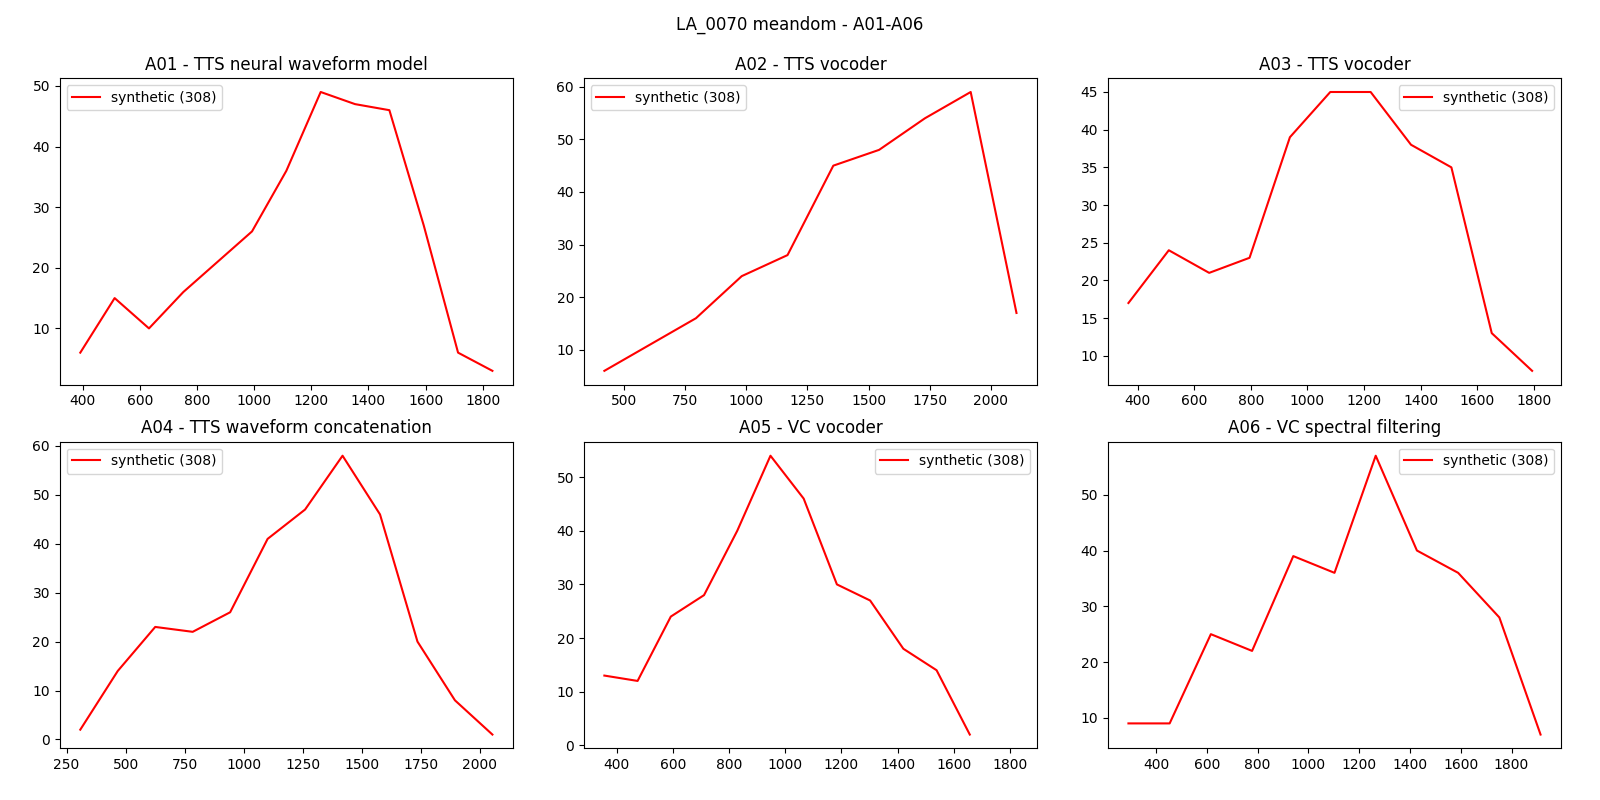 LA_0070 meandom - A01-A06
A01 - TTS neural waveform model
synthetic (308)
50
40
30
20
10
400 600 800 1000 1200 1400 1600 1800
A02 - TTS vocoder
synthetic (308)
60
50
40
30
20
10
500 750 1000 1250 1500 1750 2000
A03 - TTS vocoder
synthetic (308)
45
40
35
30
25
20
15
10
400 600 800 1000 1200 1400 1600 1800
A04 - TTS waveform concatenation
synthetic (308)
60
50
40
30
20
10
0
250 500 750 1000 1250 1500 1750 2000
A05 - VC vocoder
synthetic (308)
50
40
30
20
10
0
400 600 800 1000 1200 1400 1600 1800
A06 - VC spectral filtering
synthetic (308)
50
40
30
20
10
400 600 800 1000 1200 1400 1600 1800